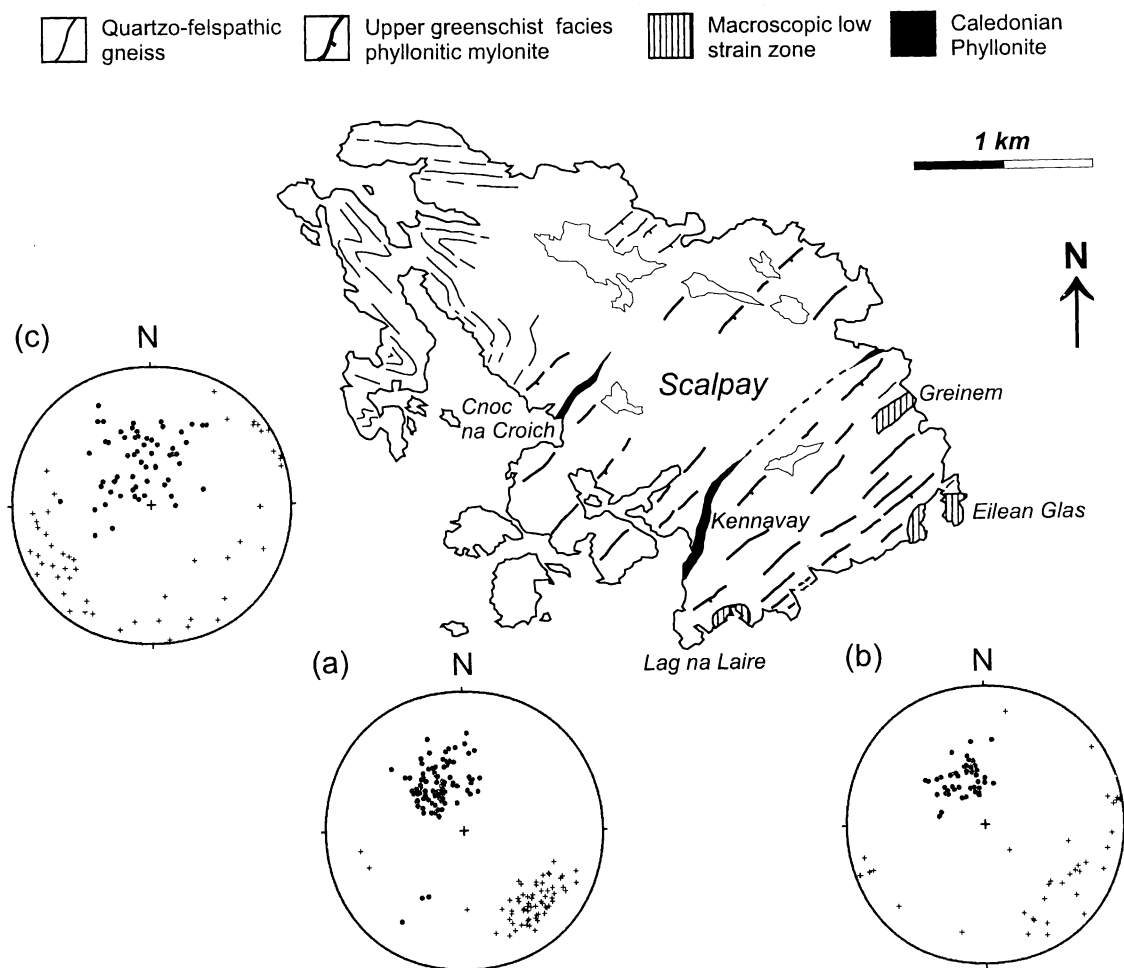 Quartzo-felspathic
gneiss
Upper greenschist facies
phyllonitic mylonite
Macroscopic low
strain zone
Caledonian
Phyllonite
1 km
N
(c)
N
Scalpay
Greinem
Cnoc
na Croich
Kennavay
Eilean Glas
Lag na Laire
(a)
N
(b)
N